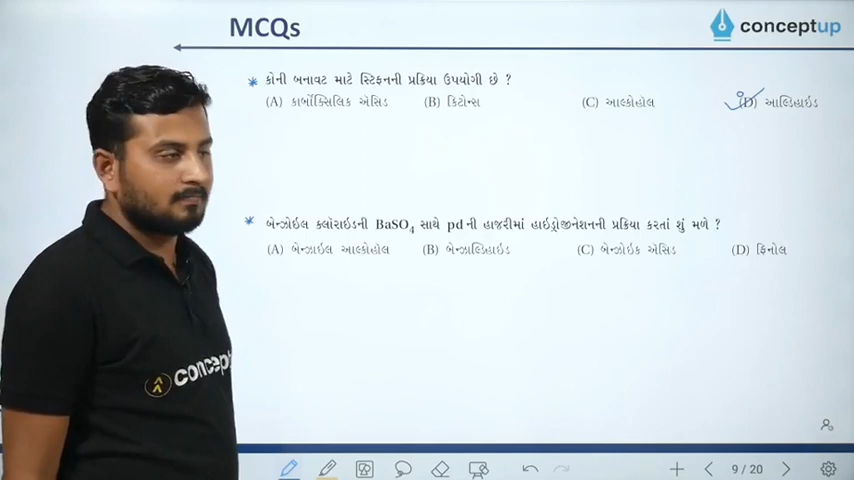 MCQs
conceptup
* કોની બનાવટ માટે સ્ટિફનની પ્રક્રિયા ઉપયોગી છે ?
(A) કાર્બોક્સિલિક એસિડ (B) કિટોન્સ (C) આલ્કોહોલ (D) આલ્ડિહાઇડ
* બેન્ઝોઇલ ક્લૉરાઇડની BaSO₄ સાથે pd ની હાજરીમાં હાઇડ્રોજીનેશનની પ્રક્રિયા કરતાં શું મળે ?
(A) બેન્ઝાઇલ આલ્કોહોલ (B) બેન્ઝાલ્ડિહાઇડ (C) બેન્ઝોઇક એસિડ (D) ફિનોલ
concept
9 / 20